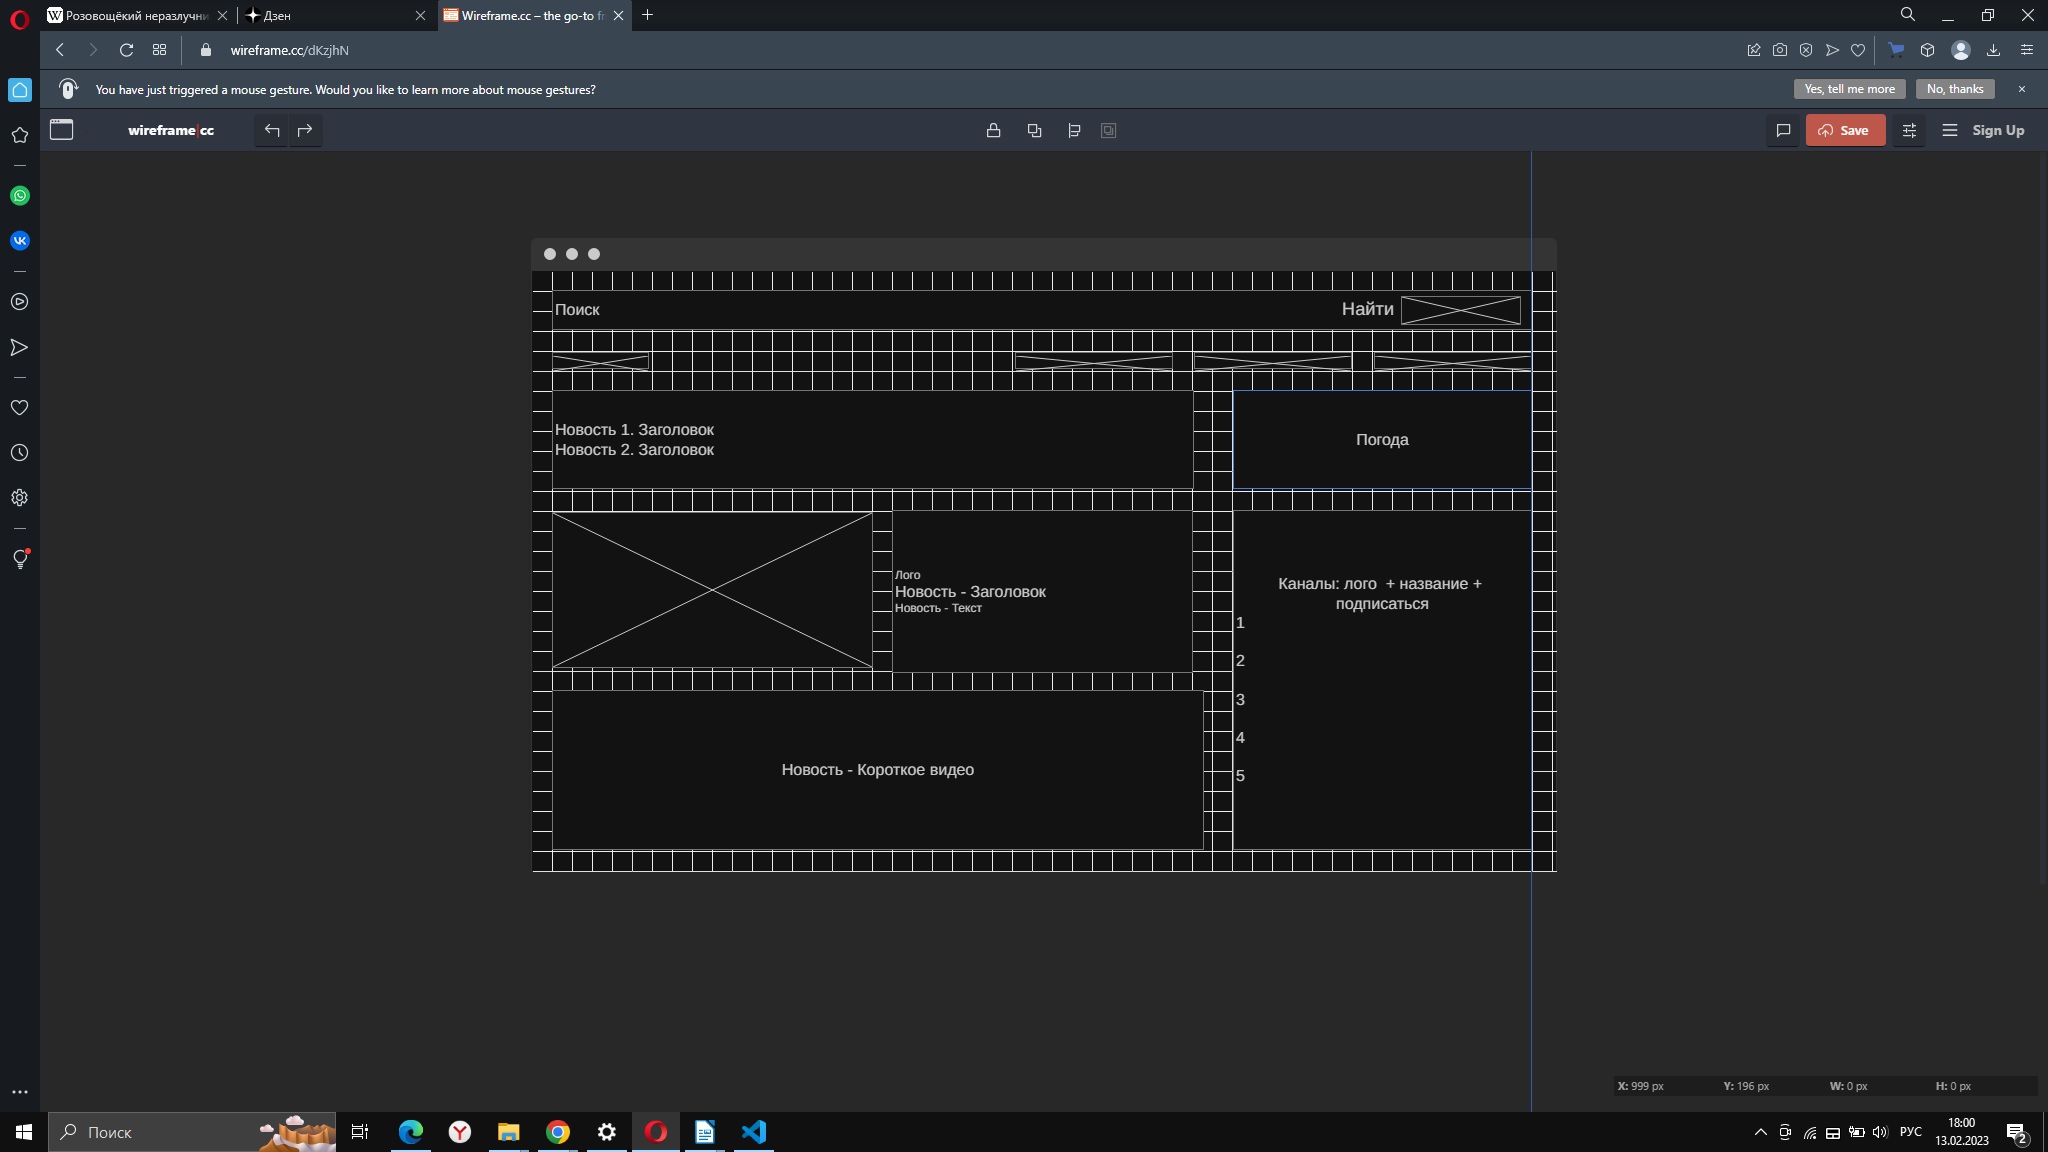 Розовощёкий неразлучни
Дзен
Wireframe.cc – the go-to f
wireframe.cc/dKzjhN
You have just triggered a mouse gesture. Would you like to learn more about mouse gestures?
Yes, tell me more
No, thanks
wireframe|cc
Save
Sign Up
Поиск
Найти
Новость 1. Заголовок
Новость 2. Заголовок
Погода
Лого
Новость - Заголовок
Новость - Текст
Каналы: лого + название +
подписаться
1
2
3
4
5
Новость - Короткое видео
X: 999 px
Y: 196 px
W: 0 px
H: 0 px
Поиск
РУС
18:00
13.02.2023
2